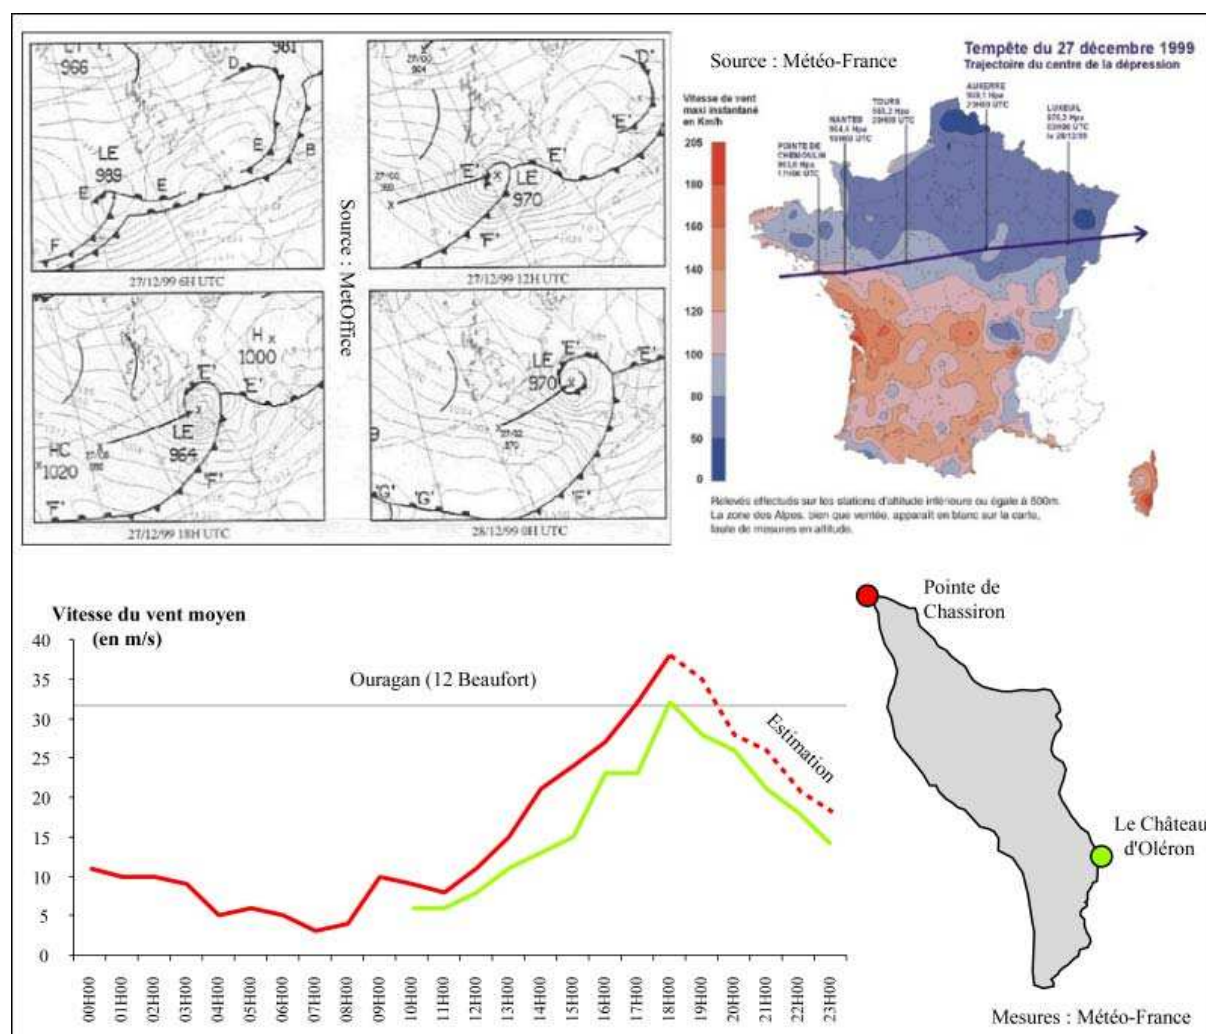 981
966
D
LE
989
E
E
E
B
F
27/12/99 6H UTC
'D'
'E'
'E'
'E'
LE
970
'F'
27/12/99 12H UTC
Source : MetOffice
H
1000
'E'
'E'
LE
964
HC
1020
'F'
'F'
27/12/99 18H UTC
LE
970
'E'
'E'
'G'
'G'
'F'
28/12/99 0H UTC
Source : Météo-France
Tempête du 27 décembre 1999
Trajectoire du centre de la dépression
Vitesse de vent
maxi instantané
en Km/h
205
180
160
140
120
100
80
50
0
POINTE DE
CHEMOULIN
NANTES
TOURS
AUXERRE
LUXEUIL
Relevés effectués sur les stations d'altitude inférieure ou égale à 800m.
La zone des Alpes, bien que ventée, apparaît en blanc sur la carte,
faute de mesures en altitude.
Vitesse du vent moyen
(en m/s)
40
35
30
25
20
15
10
5
0
Ouragan (12 Beaufort)
Estimation
00H00
01H00
02H00
03H00
04H00
05H00
06H00
07H00
08H00
09H00
10H00
11H00
12H00
13H00
14H00
15H00
16H00
17H00
18H00
19H00
20H00
21H00
22H00
23H00
Pointe de
Chassiron
Le Château
d'Oléron
Mesures : Météo-France